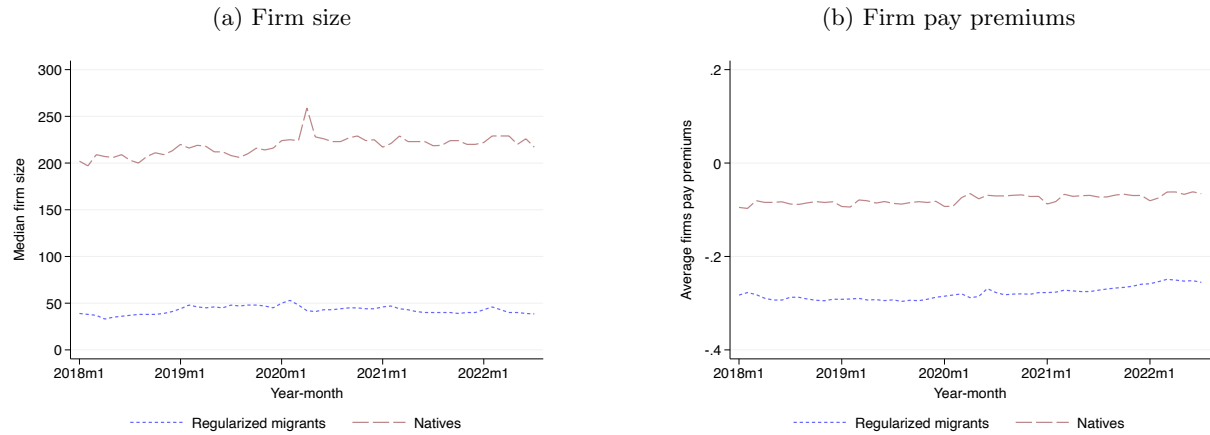 (a) Firm size
300
250
200
150
100
50
0
Median firm size
2018m1 2019m1 2020m1 2021m1 2022m1
Year-month
Regularized migrants Natives
(b) Firm pay premiums
.2
0
-.2
-.4
Average firms pay premiums
2018m1 2019m1 2020m1 2021m1 2022m1
Year-month
Regularized migrants Natives